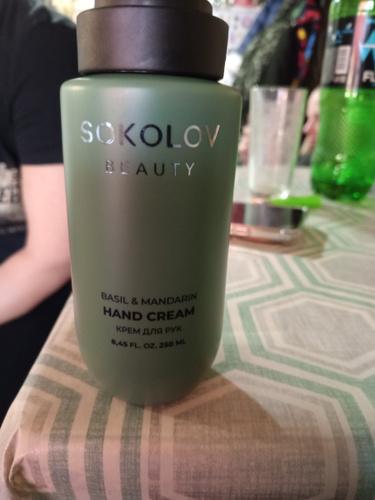 SOKOLOV
BEAUTY
BASIL & MANDARIN
HAND CREAM
КРЕМ ДЛЯ РУК
8,45 FL. OZ. 250 ML